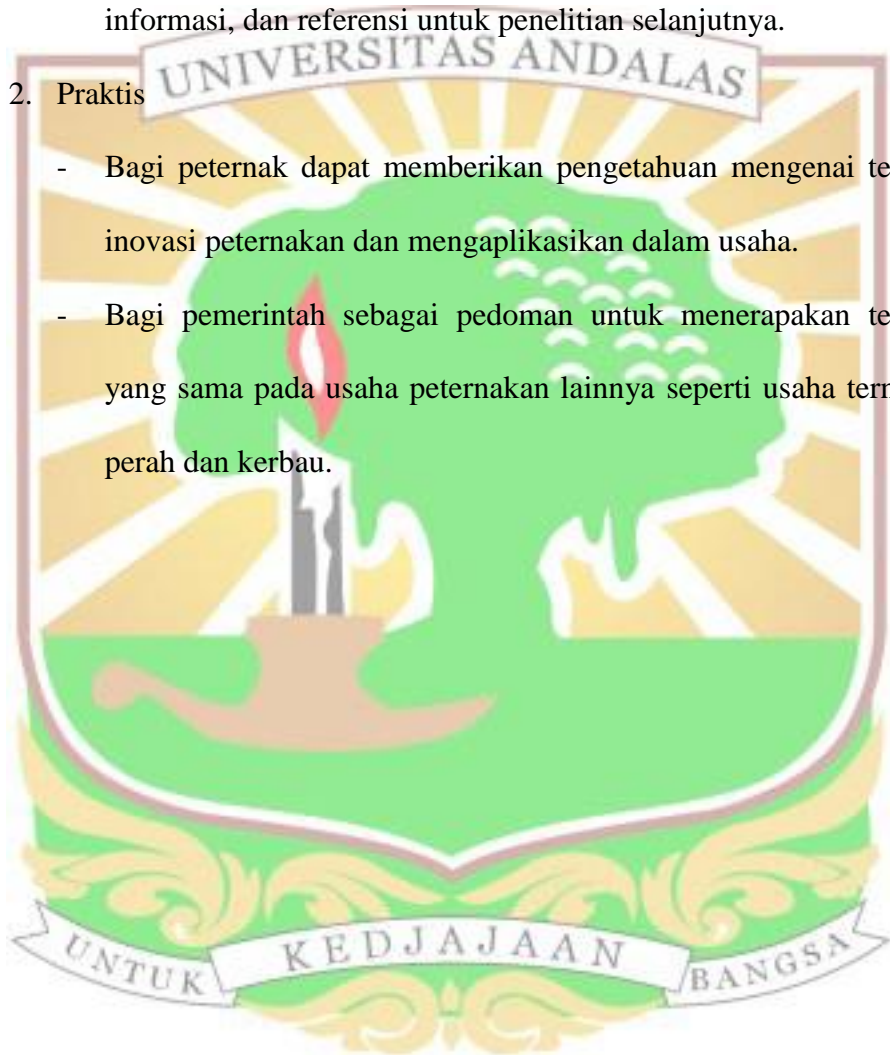 informasi, dan referensi untuk penelitian selanjutnya.
UNIVERSITAS ANDALAS
2. Praktis
- Bagi peternak dapat memberikan pengetahuan mengenai te
inovasi peternakan dan mengaplikasikan dalam usaha.
- Bagi pemerintah sebagai pedoman untuk menerapakan te
yang sama pada usaha peternakan lainnya seperti usaha tern
perah dan kerbau.
UNTUK KEDJAJAAN BANGSA